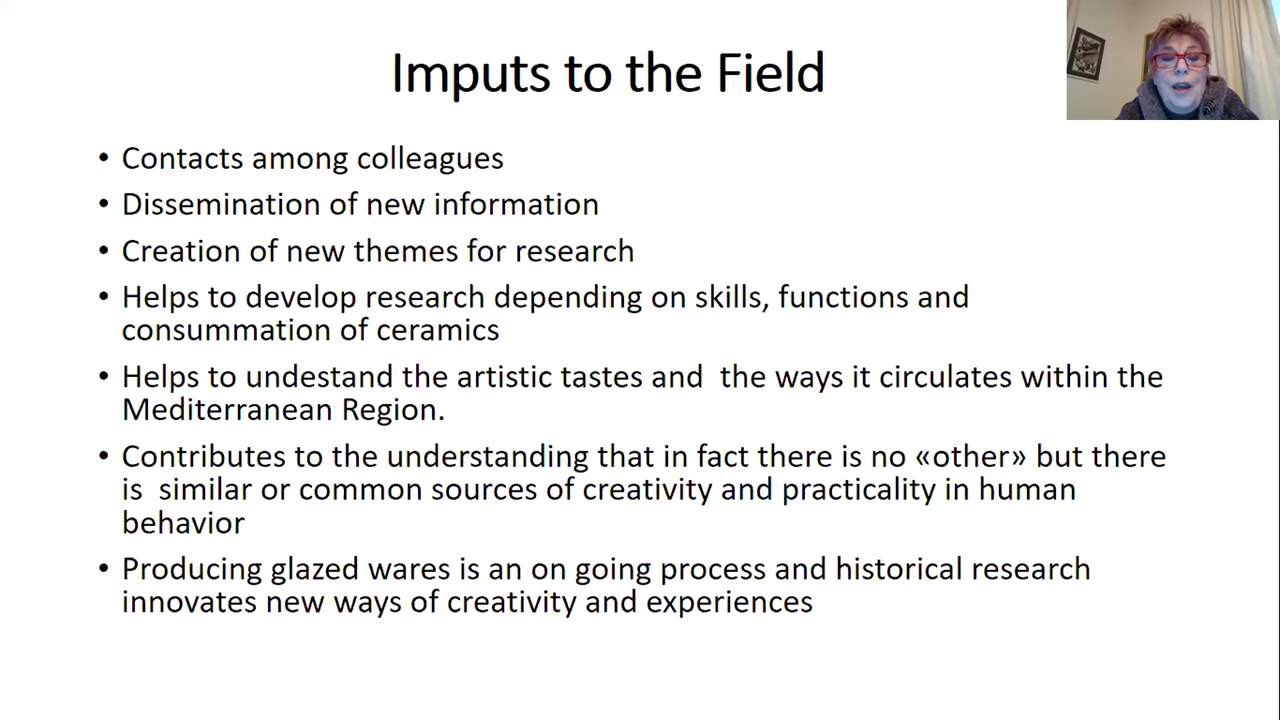 Imputs to the Field
• Contacts among colleagues
• Dissemination of new information
• Creation of new themes for research
• Helps to develop research depending on skills, functions and
consummation of ceramics
• Helps to undestand the artistic tastes and  the ways it circulates within the
Mediterranean Region.
• Contributes to the understanding that in fact there is no «other» but there
is  similar or common sources of creativity and practicality in human
behavior
• Producing glazed wares is an on going process and historical research
innovates new ways of creativity and experiences